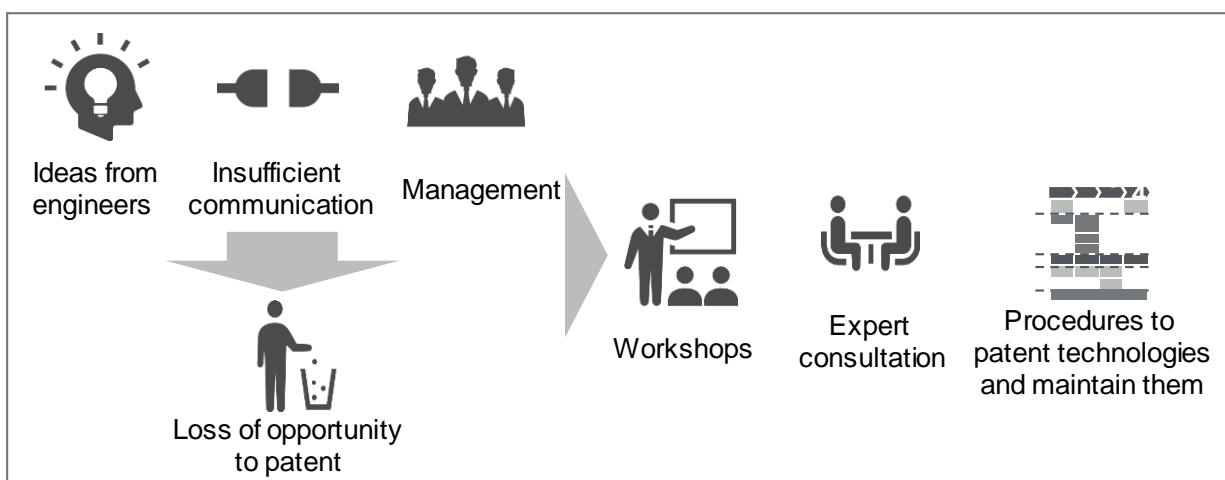 Ideas from
engineers
Insufficient
communication
Management
Loss of opportunity
to patent
Workshops
Expert
consultation
4
Procedures to
patent technologies
and maintain them